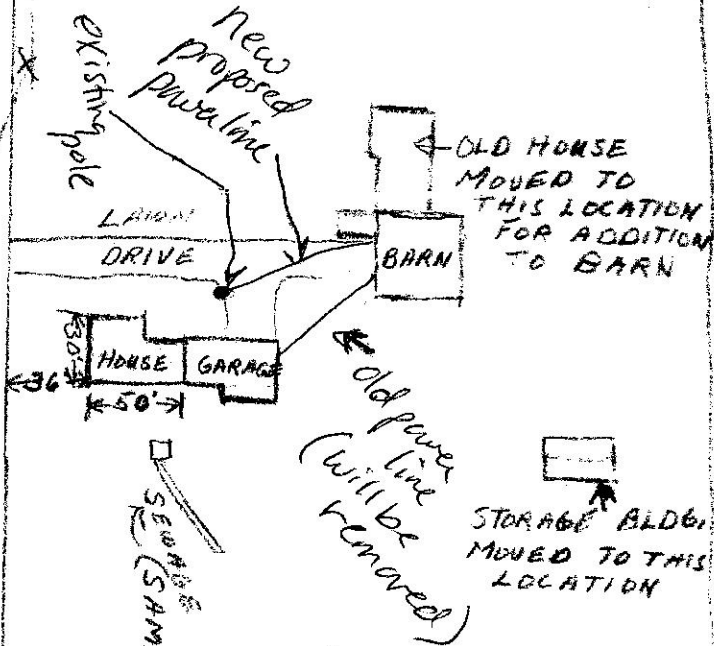 new
proposed
powerline
existing
pole
X
OLD HOUSE
MOVED TO
THIS LOCATION
FOR ADDITION
TO BARN
LAWN
DRIVE
BARN
30'
HOUSE
GARAGE
36
50'
old power
line
(will be
removed)
STORAGE BLDG.
MOVED TO THIS
LOCATION
SEWAGE
(SAM